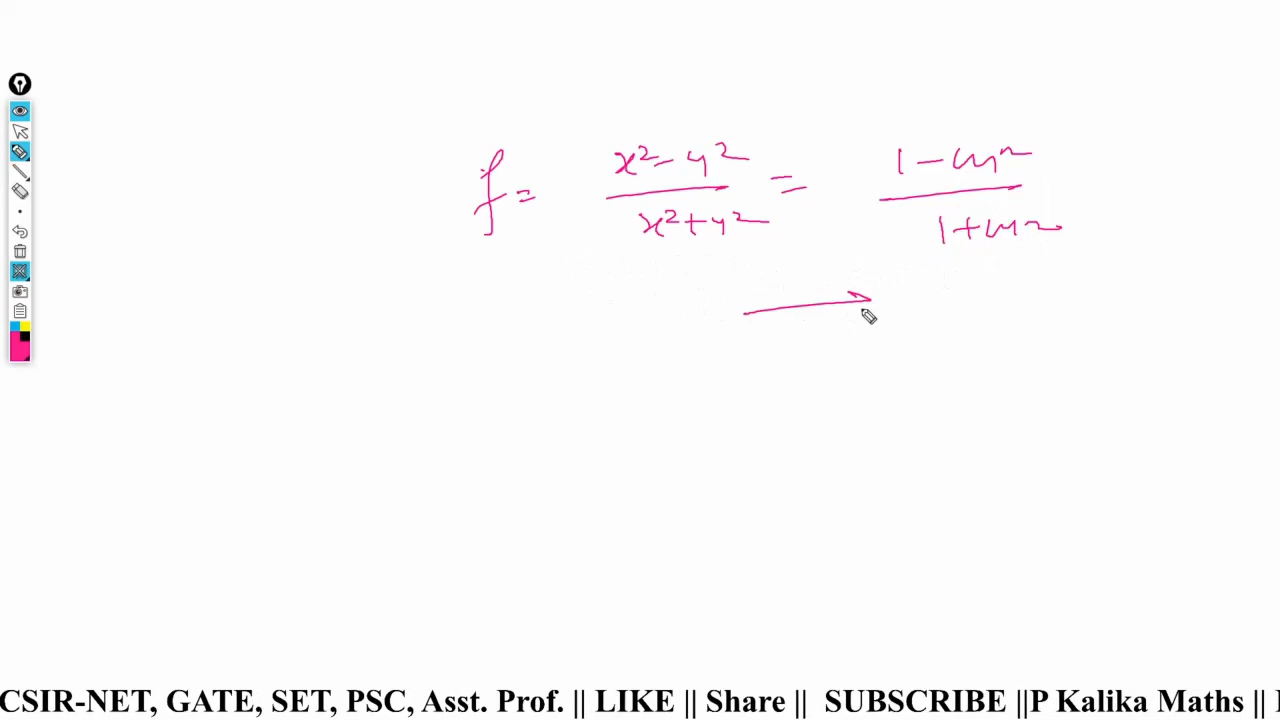 f = x² - y² / x² + y² = 1 - m² / 1 + m²
CSIR-NET, GATE, SET, PSC, Asst. Prof. || LIKE || Share || SUBSCRIBE ||P Kalika Maths ||